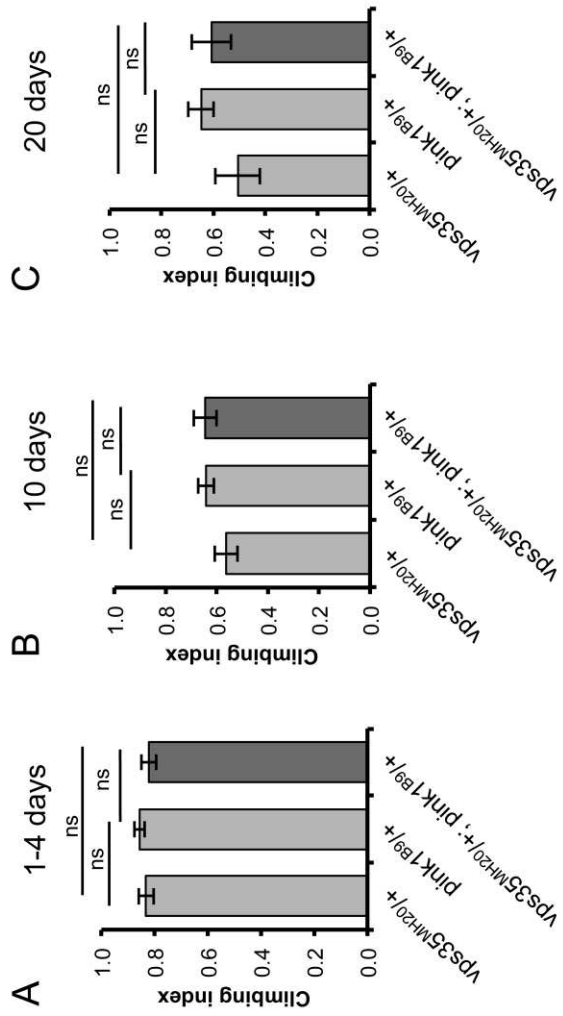 A
1-4 days
ns
ns
ns
Climbing index
1.0
0.8
0.6
0.4
0.2
0.0
vps35ᴹᴴ²⁰/+
pink1ᴮ⁹/+
vps35ᴹᴴ²⁰/+; pink1ᴮ⁹/+
B
10 days
ns
ns
ns
Climbing index
1.0
0.8
0.6
0.4
0.2
0.0
vps35ᴹᴴ²⁰/+
pink1ᴮ⁹/+
vps35ᴹᴴ²⁰/+; pink1ᴮ⁹/+
C
20 days
ns
ns
ns
Climbing index
1.0
0.8
0.6
0.4
0.2
0.0
vps35ᴹᴴ²⁰/+
pink1ᴮ⁹/+
vps35ᴹᴴ²⁰/+; pink1ᴮ⁹/+